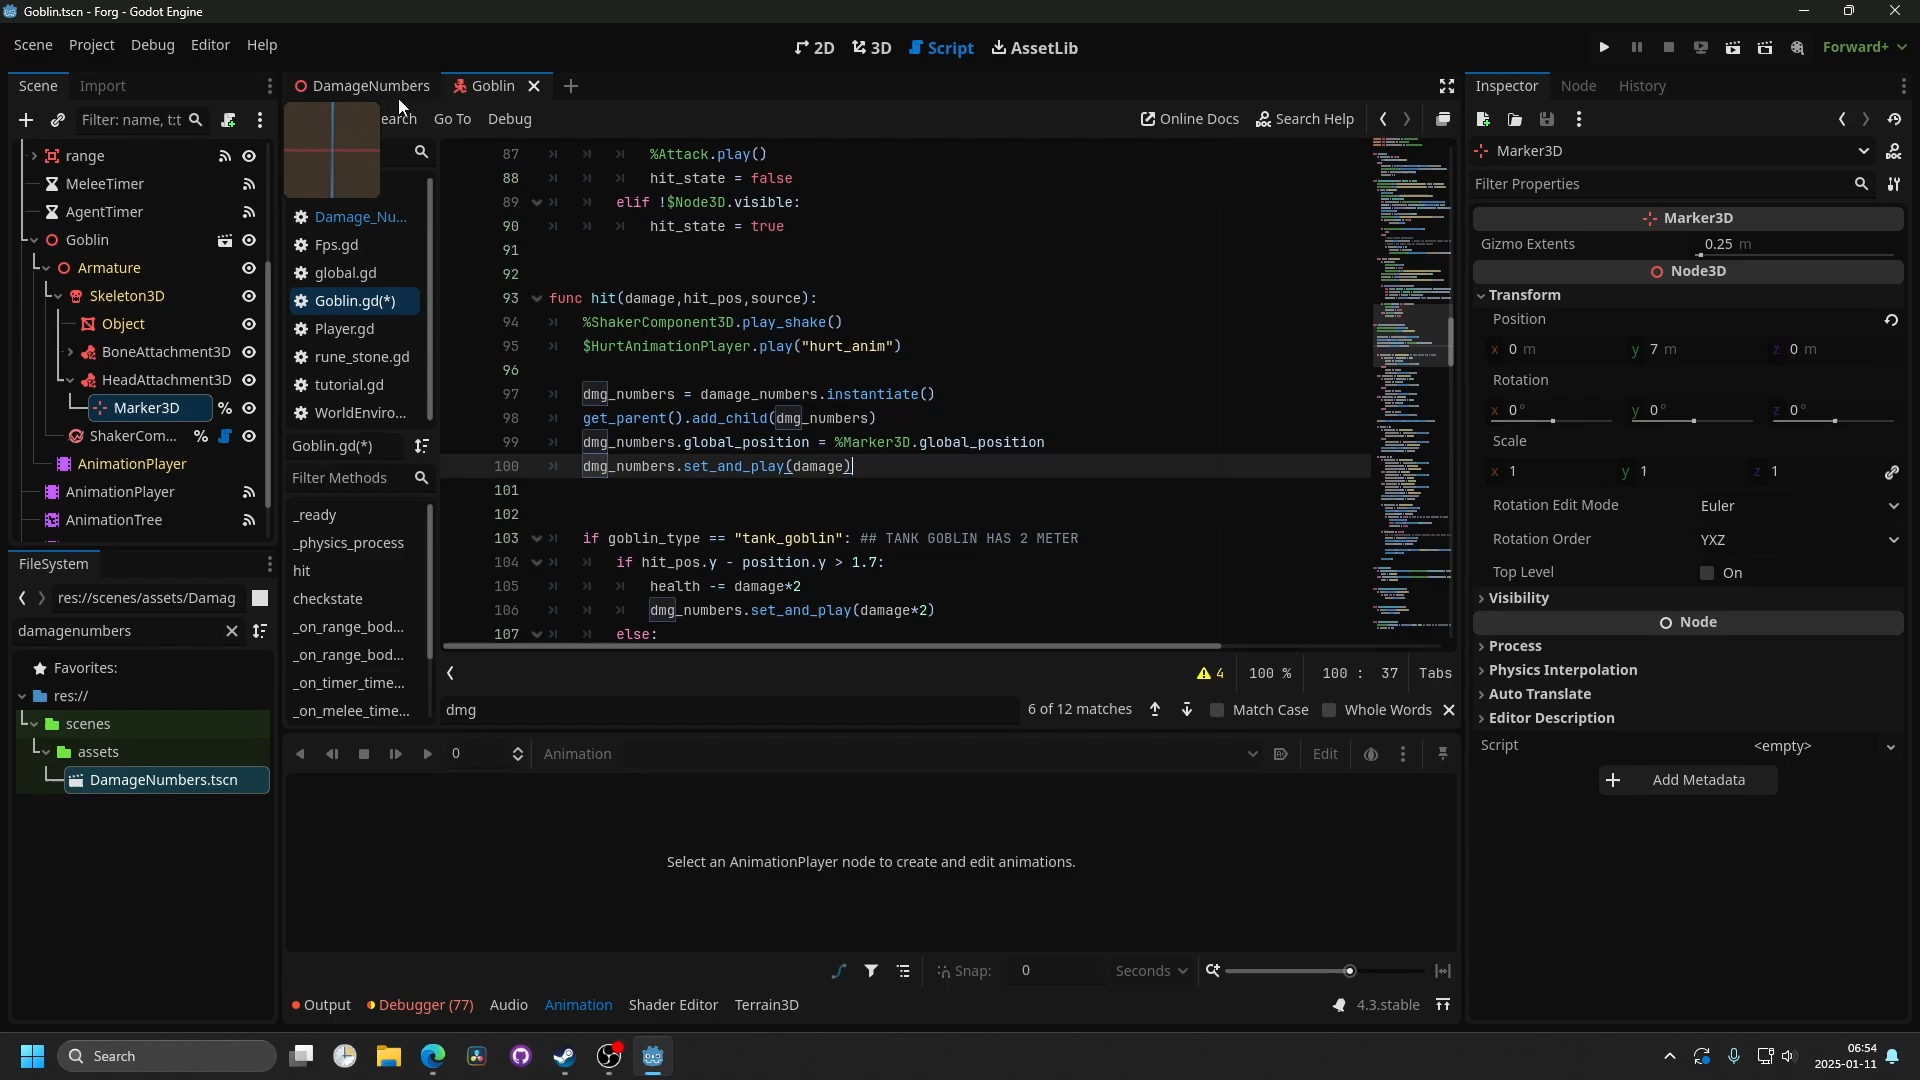 Goblin.tscn - Forg - Godot Engine
Scene Project Debug Editor Help
2D 3D Script AssetLib
Forward+
Scene Import
DamageNumbers Goblin
Inspector Node History
Filter: name, t:t
earch Go To Debug
Online Docs Search Help
range
MeleeTimer
AgentTimer
Goblin
Armature
Skeleton3D
Object
BoneAttachment3D
HeadAttachment3D
Marker3D %
ShakerCom... %
AnimationPlayer
AnimationPlayer
AnimationTree
FileSystem
res://scenes/assets/Damag
damagenumbers
Favorites:
res://
scenes
assets
DamageNumbers.tscn
Damage_Nu...
Fps.gd
global.gd
Goblin.gd(*)
Player.gd
rune_stone.gd
tutorial.gd
WorldEnviro...
Goblin.gd(*)
Filter Methods
_ready
_physics_process
hit
checkstate
_on_range_bod...
_on_range_bod...
_on_timer_time...
_on_melee_time...
87 %Attack.play()
88 hit_state = false
89 elif !$Node3D.visible:
90 hit_state = true
91
92
93 func hit(damage,hit_pos,source):
94 %ShakerComponent3D.play_shake()
95 $HurtAnimationPlayer.play("hurt_anim")
96
97 dmg_numbers = damage_numbers.instantiate()
98 get_parent().add_child(dmg_numbers)
99 dmg_numbers.global_position = %Marker3D.global_position
100 dmg_numbers.set_and_play(damage)
101
102
103 if goblin_type == "tank_goblin": ## TANK GOBLIN HAS 2 METER
104 if hit_pos.y - position.y > 1.7:
105 health -= damage*2
106 dmg_numbers.set_and_play(damage*2)
107 else:
4 100 % 100 : 37 Tabs
dmg 6 of 12 matches Match Case Whole Words
0 Animation Edit
Select an AnimationPlayer node to create and edit animations.
Snap: 0 Seconds
Output Debugger (77) Audio Animation Shader Editor Terrain3D 4.3.stable
Marker3D
Filter Properties
Marker3D
Gizmo Extents 0.25 m
Node3D
Transform
Position
x 0 m y 7 m z 0 m
Rotation
x 0° y 0° z 0°
Scale
x 1 y 1 z 1
Rotation Edit Mode Euler
Rotation Order YXZ
Top Level On
Visibility
Node
Process
Physics Interpolation
Auto Translate
Editor Description
Script <empty>
Add Metadata
Search
06:54
2025-01-11